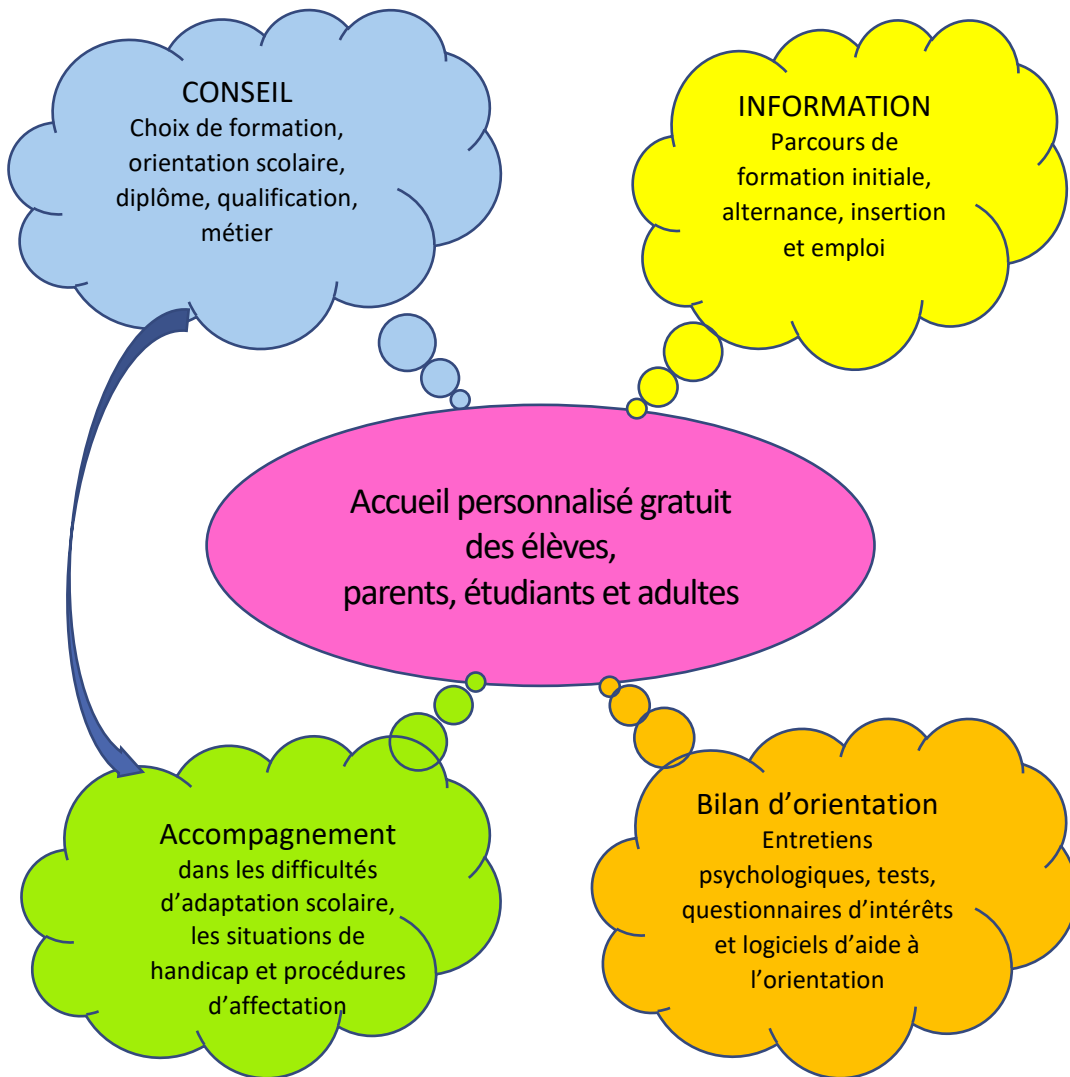 CONSEIL
Choix de formation,
orientation scolaire,
diplôme, qualification,
métier
INFORMATION
Parcours de
formation initiale,
alternance, insertion
et emploi
Accueil personnalisé gratuit
des élèves,
parents, étudiants et adultes
Accompagnement
dans les difficultés
d’adaptation scolaire,
les situations de
handicap et procédures
d’affectation
Bilan d’orientation
Entretiens
psychologiques, tests,
questionnaires d’intérêts
et logiciels d’aide à
l’orientation